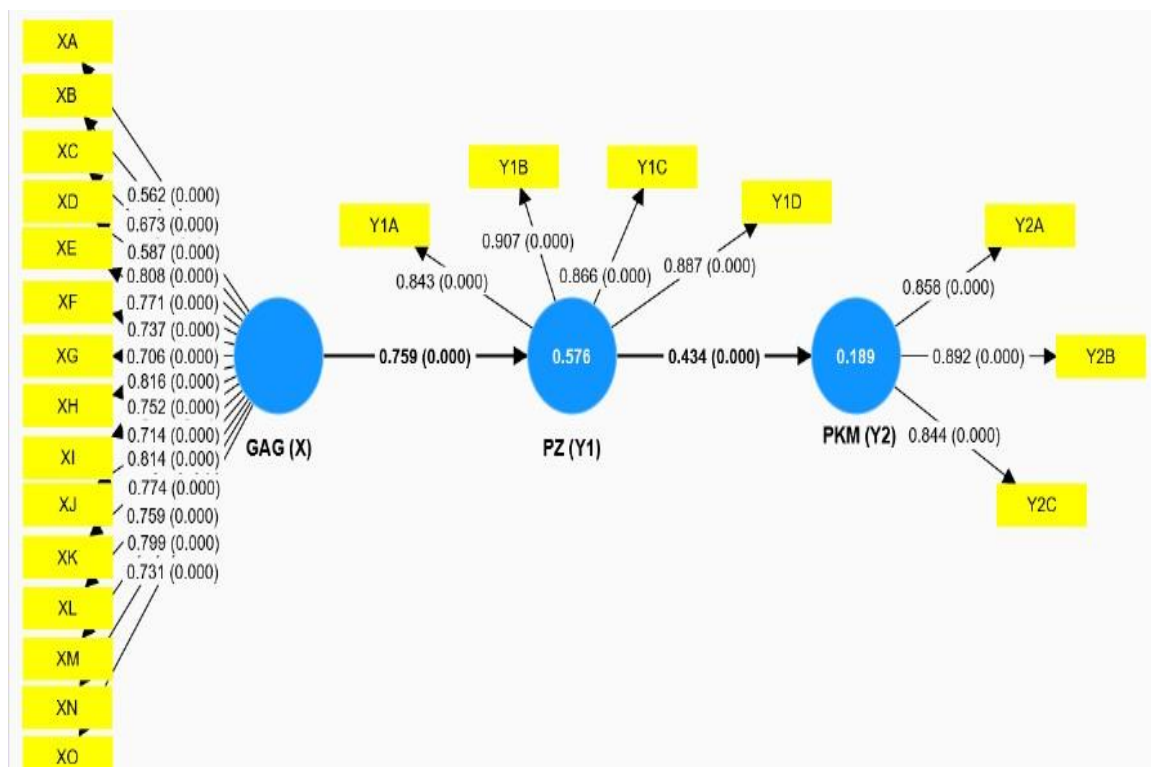 XA
XB
XC
XD
XE
XF
XG
XH
XI
XJ
XK
XL
XM
XN
XO
0.562 (0.000)
0.673 (0.000)
0.587 (0.000)
0.808 (0.000)
0.771 (0.000)
0.737 (0.000)
0.706 (0.000)
0.816 (0.000)
0.752 (0.000)
0.714 (0.000)
0.814 (0.000)
0.774 (0.000)
0.759 (0.000)
0.799 (0.000)
0.731 (0.000)
GAG (X)
0.759 (0.000)
Y1A
Y1B
Y1C
Y1D
0.843 (0.000)
0.907 (0.000)
0.866 (0.000)
0.887 (0.000)
0.576
PZ (Y1)
0.434 (0.000)
0.189
PKM (Y2)
0.858 (0.000)
0.892 (0.000)
0.844 (0.000)
Y2A
Y2B
Y2C